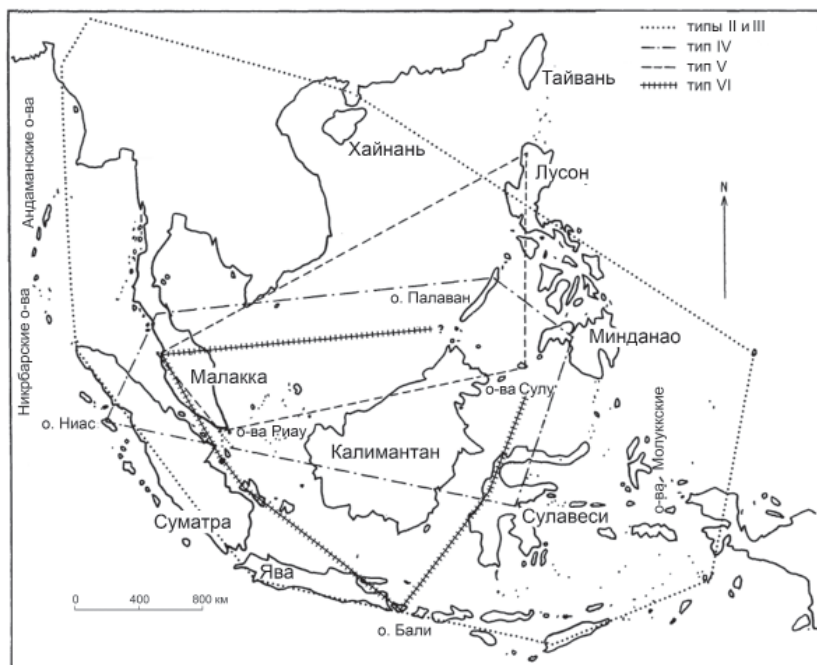 типы II и III
тип IV
тип V
тип VI
Тайвань
Хайнань
Андаманские о-ва
Лусон
N
о. Палаван
Никрбарские о-ва
?
Минданао
Малакка
о-ва Сулу
о. Ниас
о-ва Риау
Калимантан
о-ва Молуккские
Суматра
Сулавеси
Ява
0 400 800 км
о. Бали